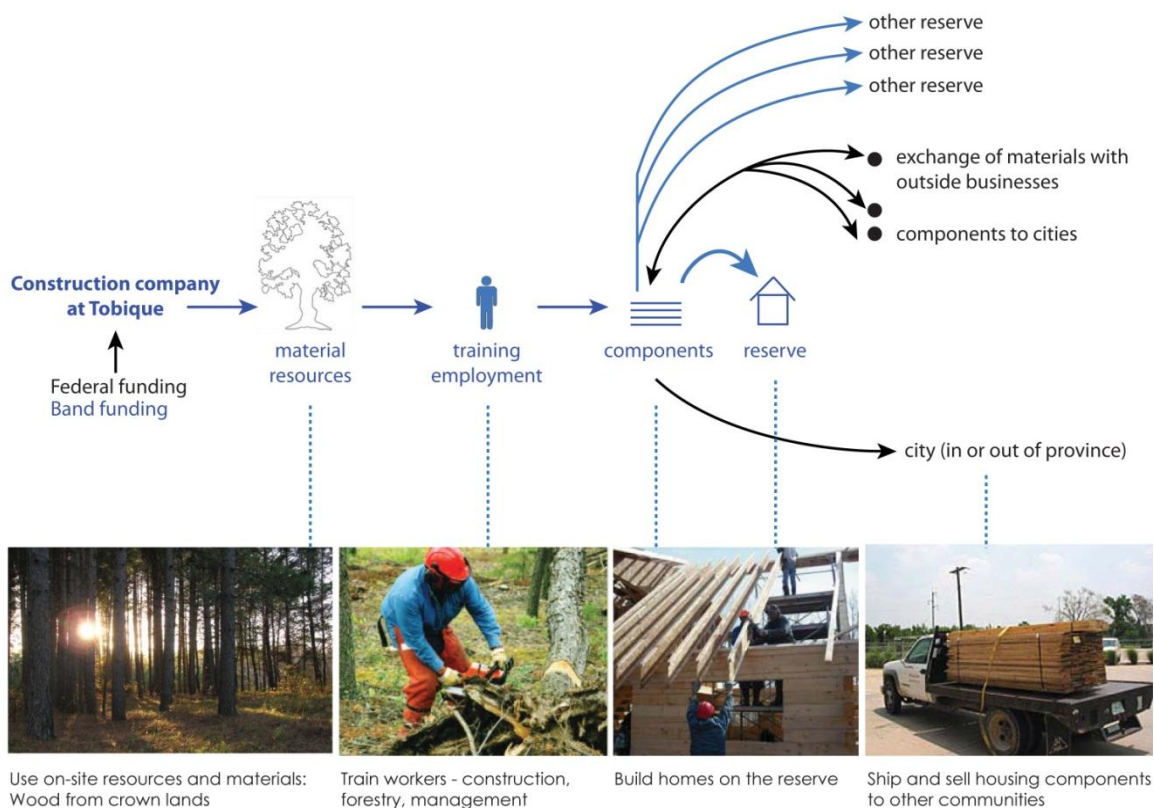 other reserve
other reserve
other reserve
exchange of materials with
outside businesses
components to cities
Construction company
at Tobique
Federal funding
Band funding
material
resources
training
employment
components
reserve
city (in or out of province)
Use on-site resources and materials:
Wood from crown lands
Train workers - construction,
forestry, management
Build homes on the reserve
Ship and sell housing components
to other communities